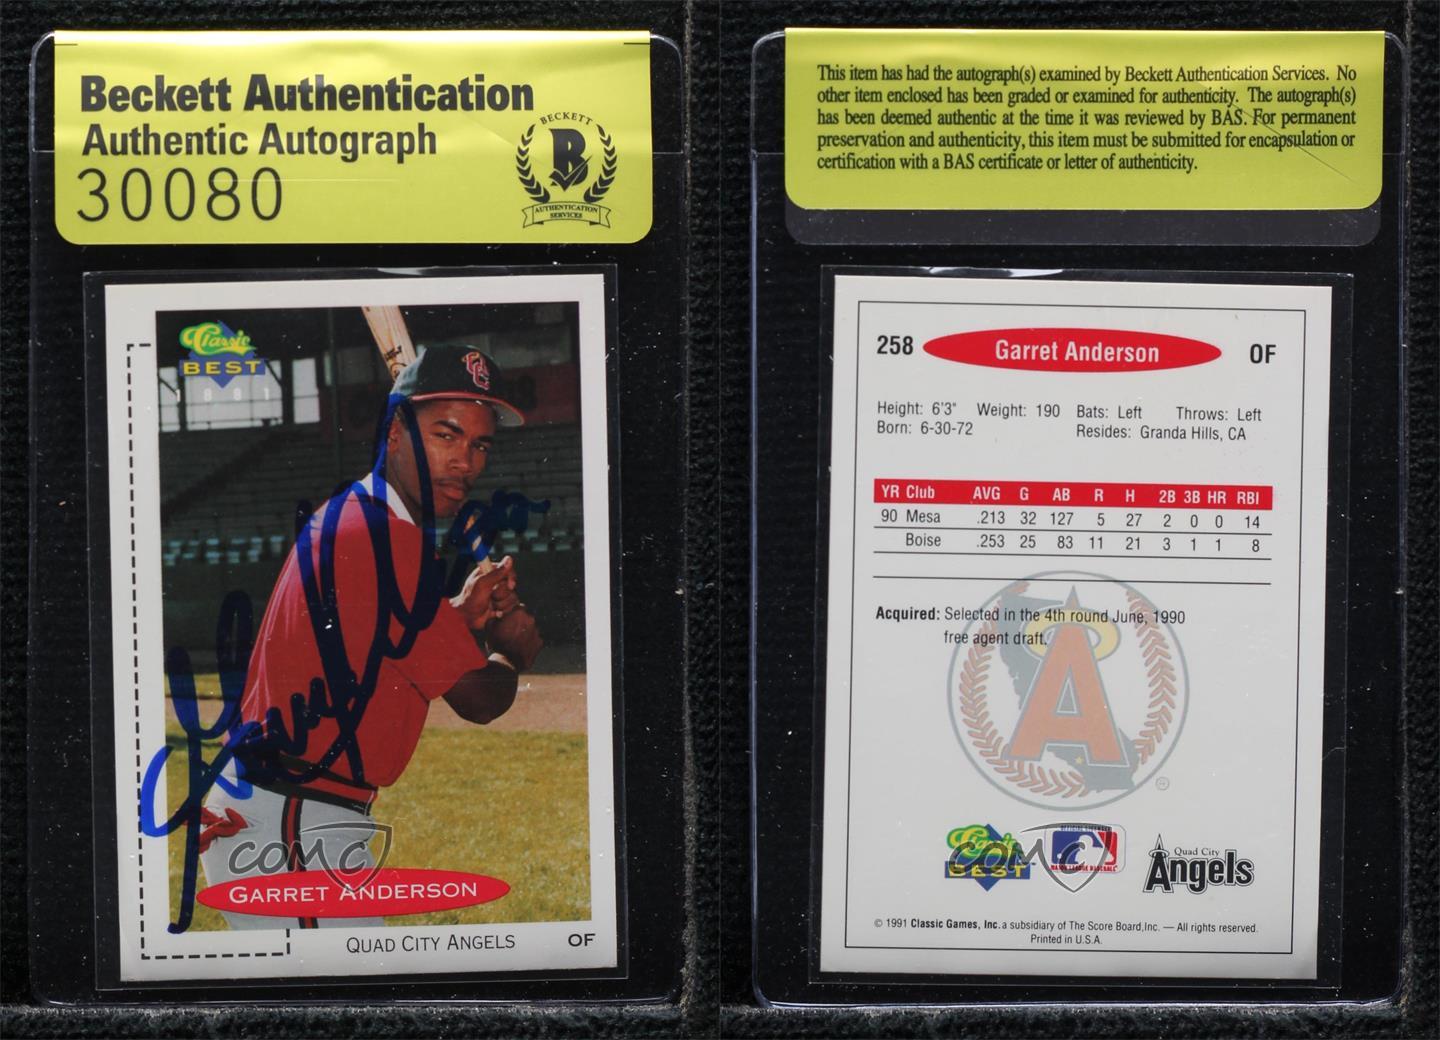 Beckett Authentication
Authentic Autograph
30080
BECKETT
B
AUTHENTICATION
SERVICES
Classic
BEST
1991
COMC
GARRET ANDERSON
QUAD CITY ANGELS OF
This item has had the autograph(s) examined by Beckett Authentication Services. No
other item enclosed has been graded or examined for authenticity. The autograph(s)
has been deemed authentic at the time it was reviewed by BAS. For permanent
preservation and authenticity, this item must be submitted for encapsulation or
certification with a BAS certificate or letter of authenticity.
258 Garret Anderson OF
Height: 6'3" Weight: 190 Bats: Left Throws: Left
Born: 6-30-72 Resides: Granda Hills, CA
YR Club AVG G AB R H 2B 3B HR RBI
90 Mesa .213 32 127 5 27 2 0 0 14
Boise .253 25 83 11 21 3 1 1 8
Acquired: Selected in the 4th round June, 1990
free agent draft.
A
Classic
BEST
COMC
MAJOR LEAGUE BASEBALL
Quad City
Angels
© 1991 Classic Games, Inc. a subsidiary of The Score Board, Inc. — All rights reserved.
Printed in U.S.A.